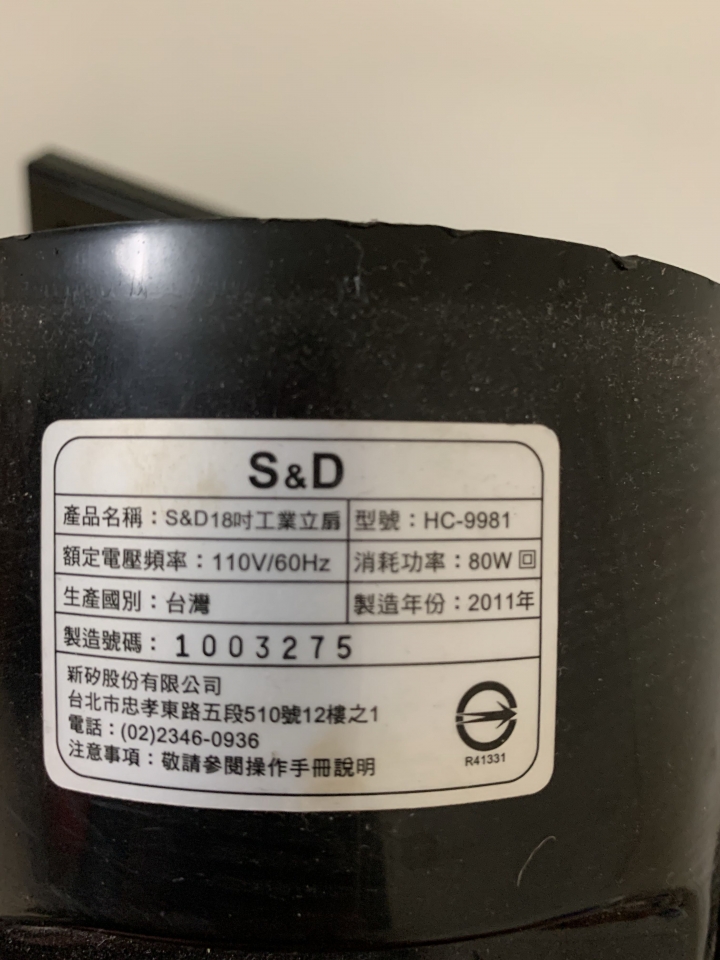 S&D
產品名稱：S&D18吋工業立扇 型號：HC-9981
額定電壓頻率：110V/60Hz 消耗功率：80W 回
生產國別：台灣 製造年份：2011年
製造號碼：1003275
新矽股份有限公司
台北市忠孝東路五段510號12樓之1
電話：(02)2346-0936
注意事項：敬請參閱操作手冊說明
R41331